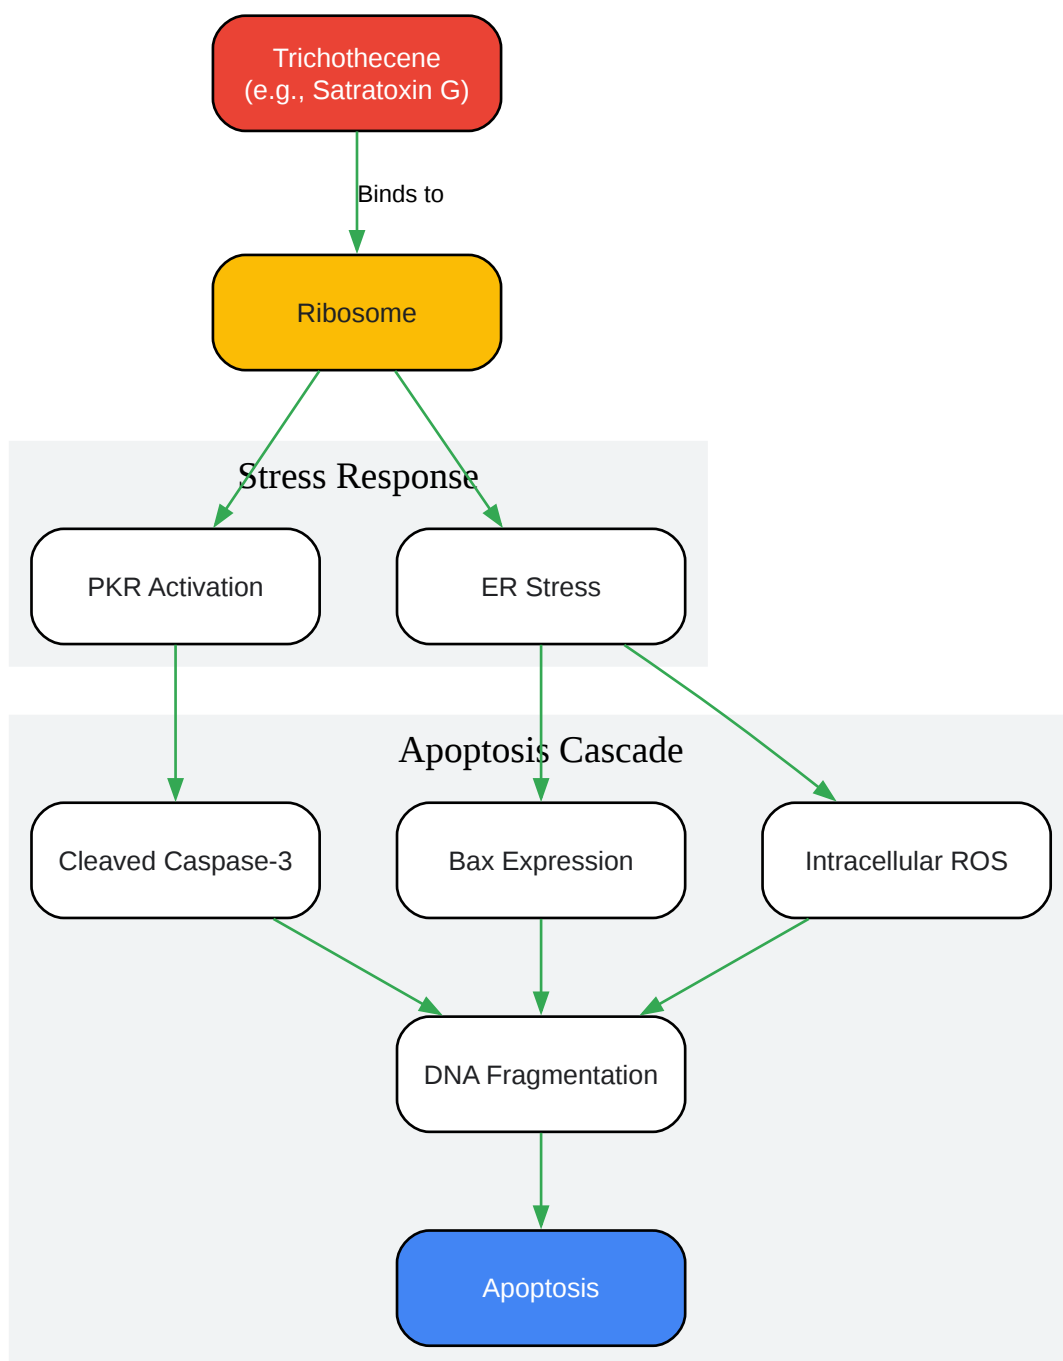 Trichothecene
(e.g., Satratoxin G)
Binds to
Ribosome
Stress Response
PKR Activation
ER Stress
Apoptosis Cascade
Cleaved Caspase-3
Bax Expression
Intracellular ROS
DNA Fragmentation
Apoptosis